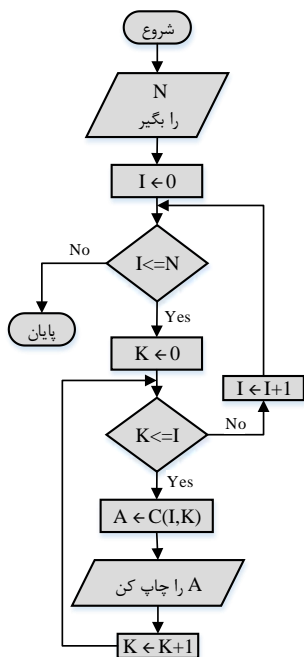 شروع
N
را بگیر
I ← 0
I<=N
No
Yes
پایان
K ← 0
I ← I+1
K<=I
No
Yes
A ← C(I,K)
A را چاپ کن
K ← K+1